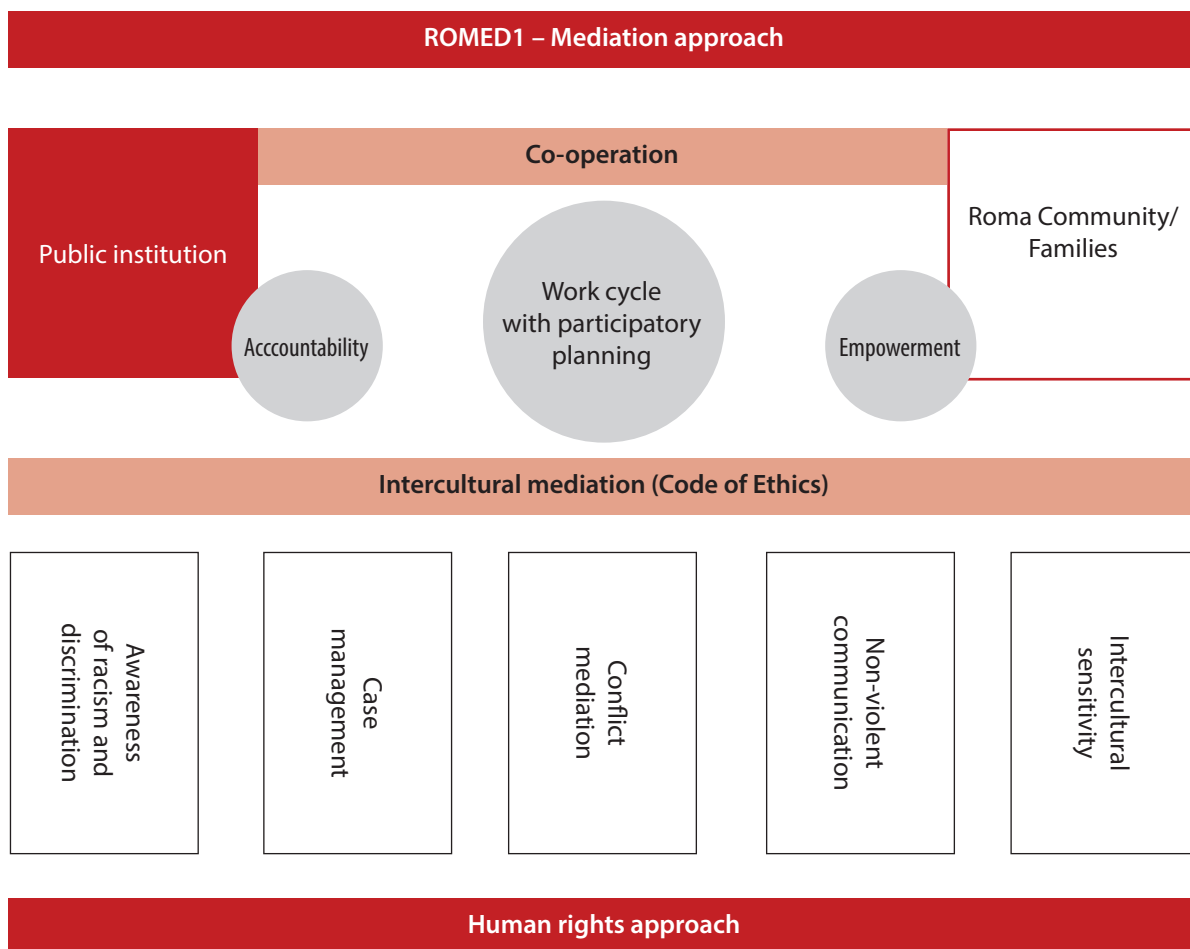 ROMED1 – Mediation approach
Co-operation
Public institution
Roma Community/
Families
Acccountability
Work cycle
with participatory
planning
Empowerment
Intercultural mediation (Code of Ethics)
Awareness
of racism and
discrimination
Case
management
Conflict
mediation
Non-violent
communication
Intercultural
sensitivity
Human rights approach